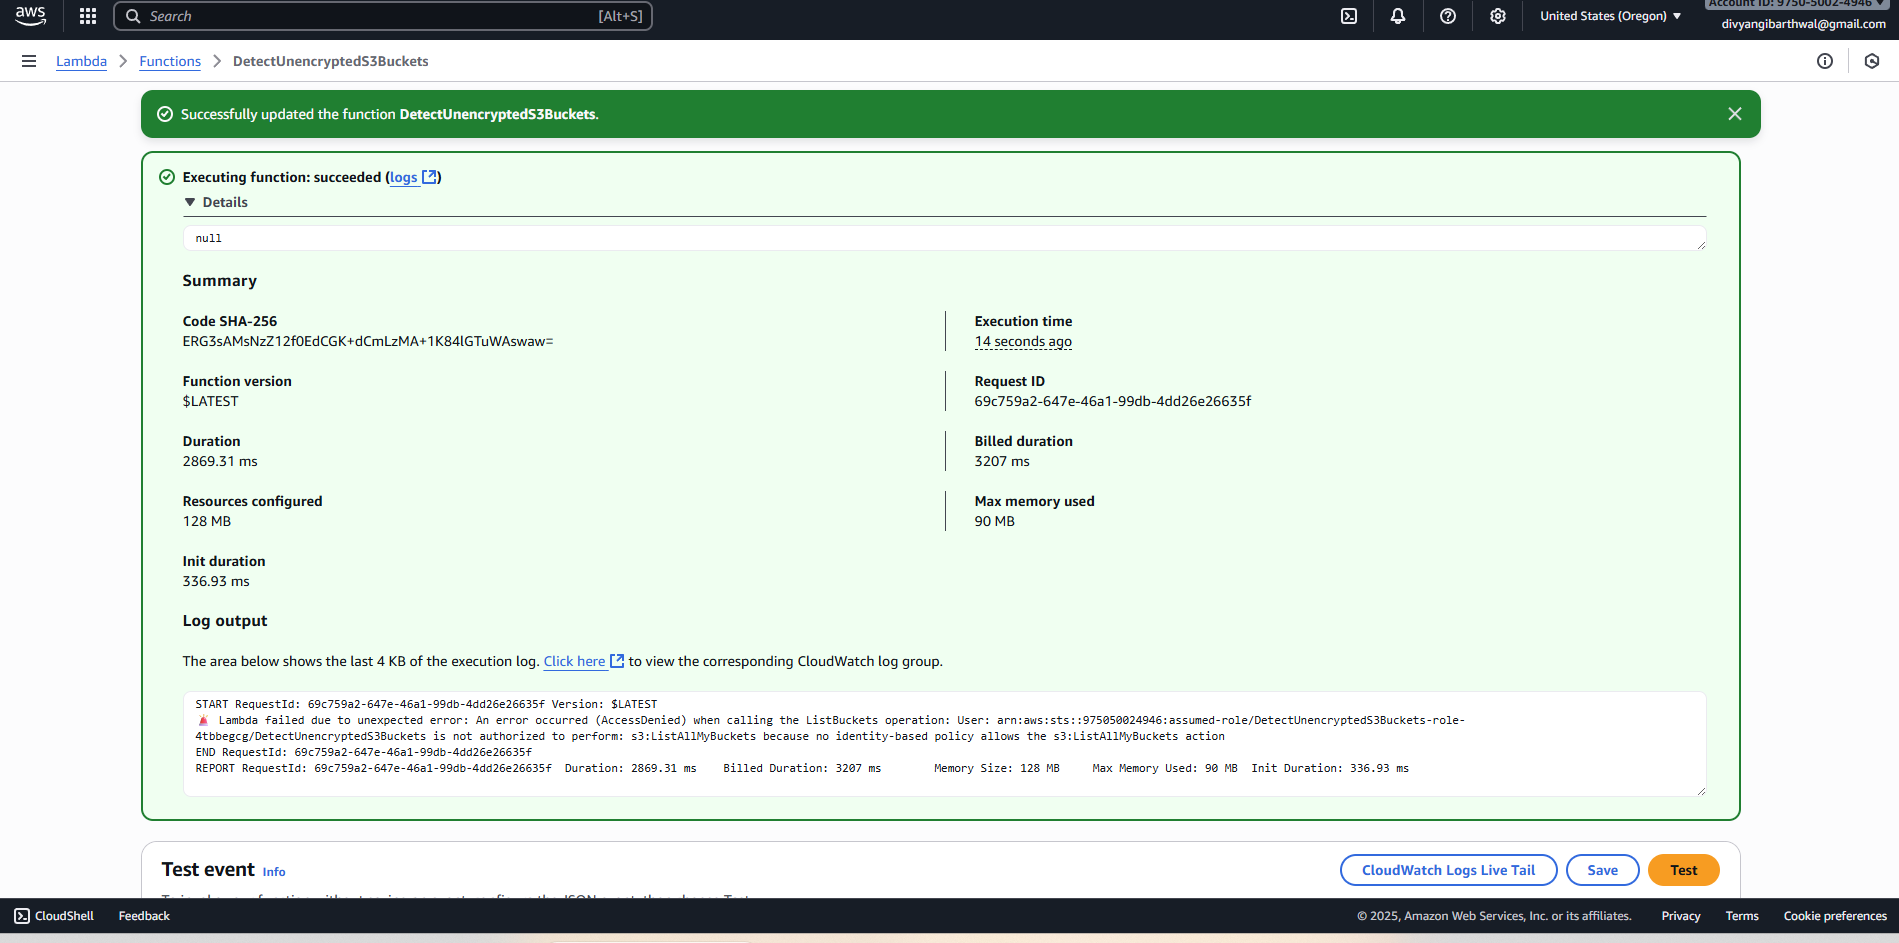 aws
Search
[Alt+S]
United States (Oregon)
Account ID: 9750-5002-4946
divyangibarthwal@gmail.com
Lambda
Functions
DetectUnencryptedS3Buckets
Successfully updated the function DetectUnencryptedS3Buckets.
Executing function: succeeded (logs)
Details
null
Summary
Code SHA-256
ERG3sAMsNzZ12f0EdCGK+dCmLzMA+1K84lGTuWAswaw=
Execution time
14 seconds ago
Function version
$LATEST
Request ID
69c759a2-647e-46a1-99db-4dd26e26635f
Duration
2869.31 ms
Billed duration
3207 ms
Resources configured
128 MB
Max memory used
90 MB
Init duration
336.93 ms
Log output
The area below shows the last 4 KB of the execution log. Click here to view the corresponding CloudWatch log group.
START RequestId: 69c759a2-647e-46a1-99db-4dd26e26635f Version: $LATEST
🚨 Lambda failed due to unexpected error: An error occurred (AccessDenied) when calling the ListBuckets operation: User: arn:aws:sts::975050024946:assumed-role/DetectUnencryptedS3Buckets-role-
4tbbegcg/DetectUnencryptedS3Buckets is not authorized to perform: s3:ListAllMyBuckets because no identity-based policy allows the s3:ListAllMyBuckets action
END RequestId: 69c759a2-647e-46a1-99db-4dd26e26635f
REPORT RequestId: 69c759a2-647e-46a1-99db-4dd26e26635f Duration: 2869.31 ms Billed Duration: 3207 ms Memory Size: 128 MB Max Memory Used: 90 MB Init Duration: 336.93 ms
Test event Info
CloudWatch Logs Live Tail
Save
Test
CloudShell
Feedback
© 2025, Amazon Web Services, Inc. or its affiliates.
Privacy
Terms
Cookie preferences